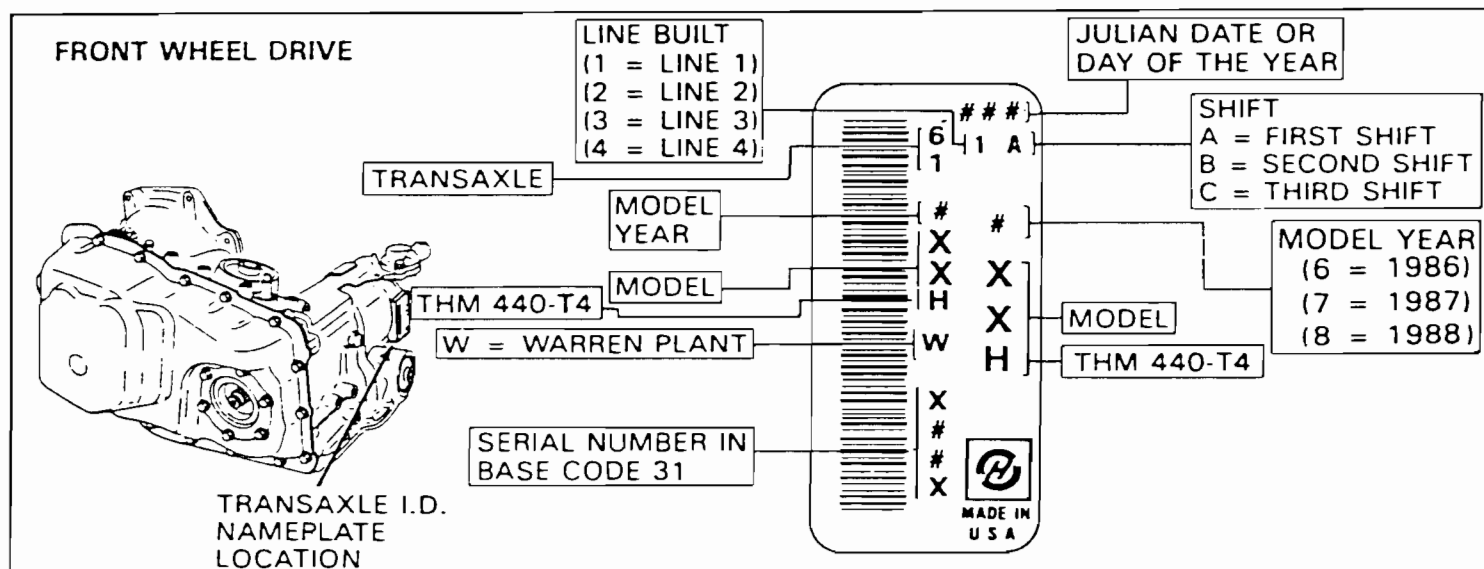 FRONT WHEEL DRIVE
LINE BUILT
(1 = LINE 1)
(2 = LINE 2)
(3 = LINE 3)
(4 = LINE 4)
JULIAN DATE OR
DAY OF THE YEAR
SHIFT
A = FIRST SHIFT
B = SECOND SHIFT
C = THIRD SHIFT
TRANSAXLE
MODEL
YEAR
MODEL
THM 440-T4
W = WARREN PLANT
SERIAL NUMBER IN
BASE CODE 31
TRANSAXLE I.D.
NAMEPLATE
LOCATION
###
6
1
1 A
#
X
X
H
W
X
#
#
X
#
X
X
H
H
MADE IN
USA
MODEL YEAR
(6 = 1986)
(7 = 1987)
(8 = 1988)
MODEL
THM 440-T4